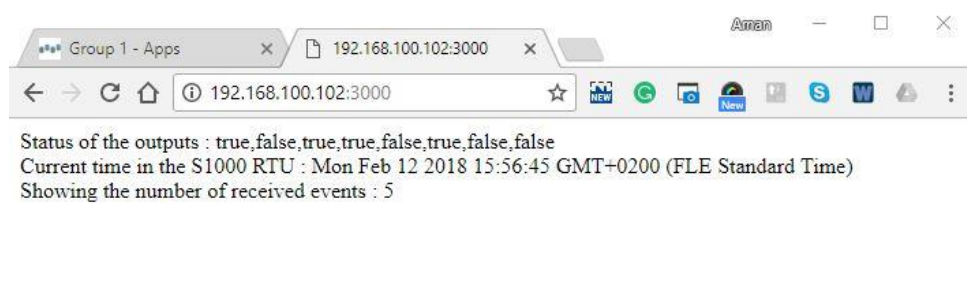 Aman
Group 1 - Apps
192.168.100.102:3000
192.168.100.102:3000
NEW
New
Status of the outputs : true,false,true,true,false,true,false,false
Current time in the S1000 RTU : Mon Feb 12 2018 15:56:45 GMT+0200 (FLE Standard Time)
Showing the number of received events : 5